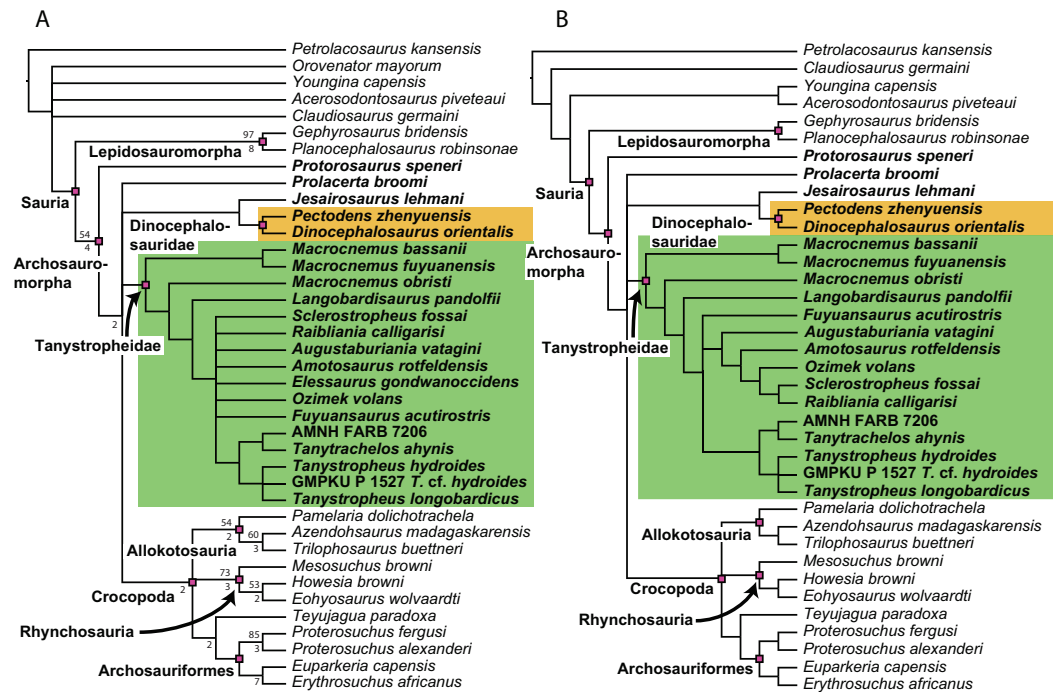 A
Petrolacosaurus kansensis
Orovenator mayorum
Youngina capensis
Acerosodontosaurus piveteaui
Claudiosaurus germaini
97
Gephyrosaurus bridensis
Lepidosauromorpha
8
Planocephalosaurus robinsonae
Protorosaurus speneri
Prolacerta broomi
Sauria
Jesairosaurus lehmani
Pectodens zhenyuensis
Dinocephalo-
sauridae
Dinocephalosaurus orientalis
54
4
Archosauro-
morpha
Macrocnemus bassanii
Macrocnemus fuyuanensis
Macrocnemus obristi
Langobardisaurus pandolfii
2
Sclerostropheus fossai
Tanystropheidae
Raibliania calligarisi
Augustaburiania vatagini
Amotosaurus rotfeldensis
Elessaurus gondwanoccidens
Ozimek volans
Fuyuansaurus acutirostris
AMNH FARB 7206
Tanytrachelos ahynis
Tanystropheus hydroides
GMPKU P 1527 T. cf. hydroides
Tanystropheus longobardicus
Pamelaria dolichotrachela
54
2
Azendohsaurus madagaskarensis
60
3
Allokotosauria
Trilophosaurus buettneri
Mesosuchus browni
73
3
Howesia browni
53
2
Crocopoda
2
Eohyosaurus wolvaardti
Rhynchosauria
Teyujagua paradoxa
2
Proterosuchus fergusi
85
3
Proterosuchus alexanderi
Archosauriformes
Euparkeria capensis
7
Erythrosuchus africanus
B
Petrolacosaurus kansensis
Claudiosaurus germaini
Youngina capensis
Acerosodontosaurus piveteaui
Gephyrosaurus bridensis
Lepidosauromorpha
Planocephalosaurus robinsonae
Protorosaurus speneri
Prolacerta broomi
Sauria
Jesairosaurus lehmani
Pectodens zhenyuensis
Dinocephalo-
sauridae
Dinocephalosaurus orientalis
Archosauro-
morpha
Macrocnemus bassanii
Macrocnemus fuyuanensis
Macrocnemus obristi
Langobardisaurus pandolfii
Fuyuansaurus acutirostris
Tanystropheidae
Augustaburiania vatagini
Amotosaurus rotfeldensis
Ozimek volans
Sclerostropheus fossai
Raibliania calligarisi
AMNH FARB 7206
Tanytrachelos ahynis
Tanystropheus hydroides
GMPKU P 1527 T. cf. hydroides
Tanystropheus longobardicus
Pamelaria dolichotrachela
Azendohsaurus madagaskarensis
Allokotosauria
Trilophosaurus buettneri
Mesosuchus browni
Howesia browni
Crocopoda
Eohyosaurus wolvaardti
Rhynchosauria
Teyujagua paradoxa
Proterosuchus fergusi
Proterosuchus alexanderi
Archosauriformes
Euparkeria capensis
Erythrosuchus africanus